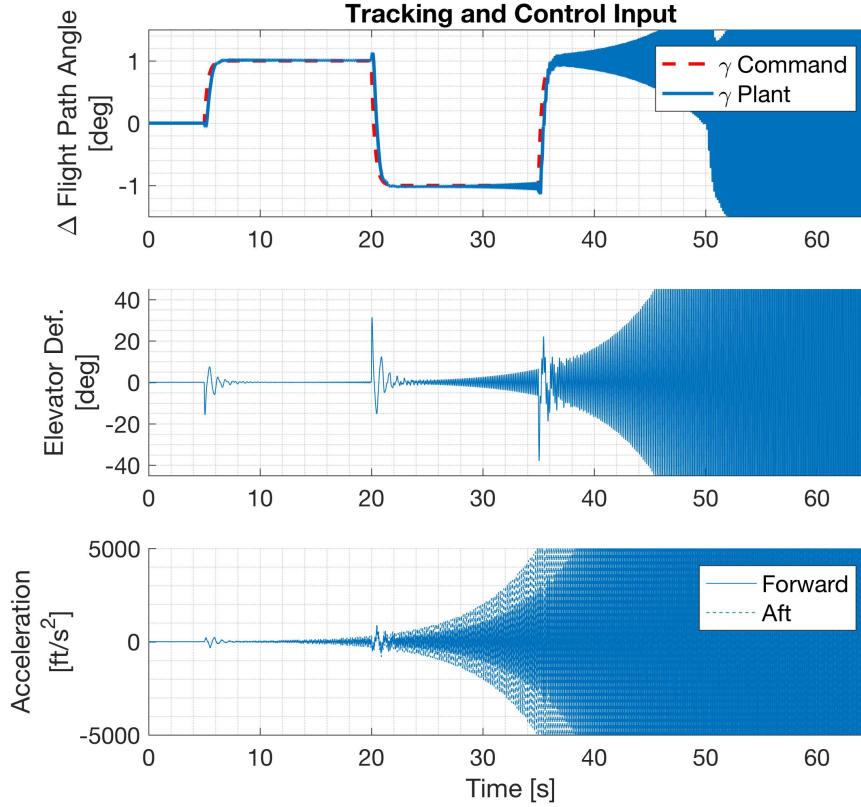 Tracking and Control Input
Δ Flight Path Angle
[deg]
1
0
-1
γ Command
γ Plant
0 10 20 30 40 50 60
Elevator Def.
[deg]
40
20
0
-20
-40
0 10 20 30 40 50 60
Acceleration
[ft/s²]
5000
0
-5000
Forward
Aft
0 10 20 30 40 50 60
Time [s]